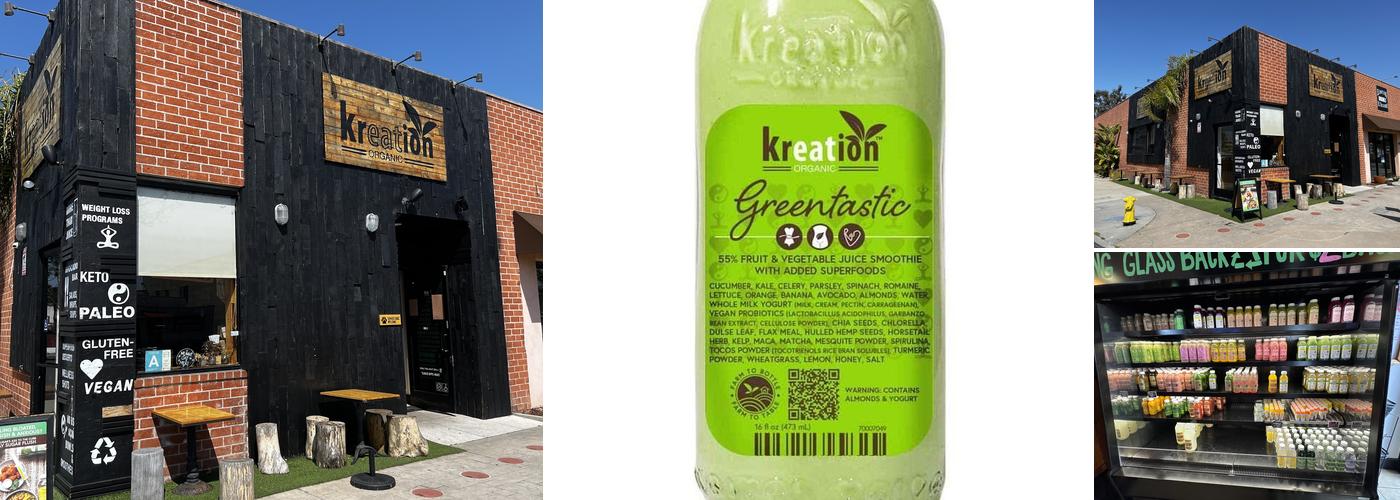 kreation
ORGANIC
WEIGHT LOSS
PROGRAMS
KETO
PALEO
GLUTEN-
FREE
VEGAN
A
kreation
ORGANIC
kreation™
ORGANIC
Greentastic
55% FRUIT & VEGETABLE JUICE SMOOTHIE
WITH ADDED SUPERFOODS
CUCUMBER, KALE, CELERY, PARSLEY, SPINACH, ROMAINE,
LETTUCE, ORANGE, BANANA, AVOCADO, ALMONDS, WATER,
WHOLE MILK YOGURT (MILK, CREAM, PECTIN, CARRAGEENAN),
VEGAN PROBIOTICS (LACTOBACILLUS ACIDOPHILUS, GARBANZO
BEAN EXTRACT, CELLULOSE POWDER), CHIA SEEDS, CHLORELLA,
DULSE LEAF, FLAX MEAL, HULLED HEMP SEEDS, HORSETAIL
HERB, KELP, MACA, MATCHA, MESQUITE POWDER, SPIRULINA,
TOCOS POWDER (TOCOTRIENOLS RICE BRAN SOLUBLES), TURMERIC
POWDER, WHEATGRASS, LEMON, HONEY, SALT
FARM TO BOTTLE
FARM TO TABLE
WARNING: CONTAINS
ALMONDS & YOGURT
16 fl oz (473 mL)
70007049
kreation
kreation
KETO
PALEO
GLUTEN-
FREE
VEGAN
NG GLASS BACK